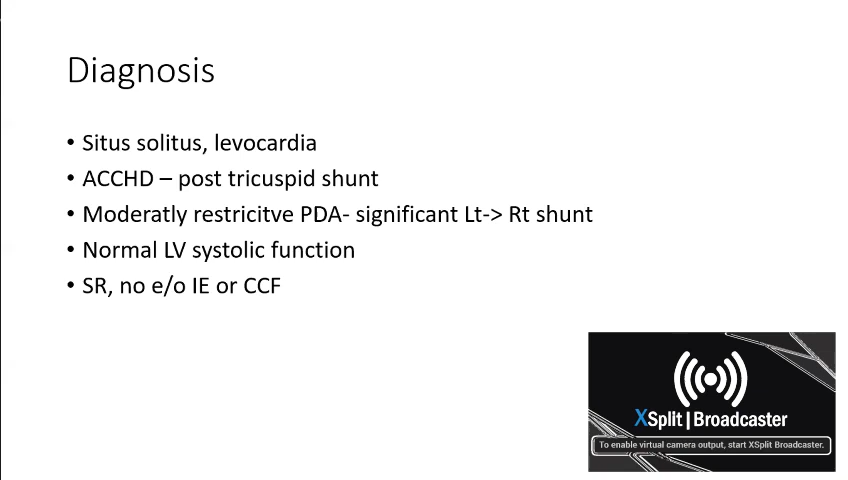 Diagnosis
• Situs solitus, levocardia
• ACCHD – post tricuspid shunt
• Moderatly restricitve PDA- significant Lt-> Rt shunt
• Normal LV systolic function
• SR, no e/o IE or CCF
XSplit | Broadcaster
To enable virtual camera output, start XSplit Broadcaster.